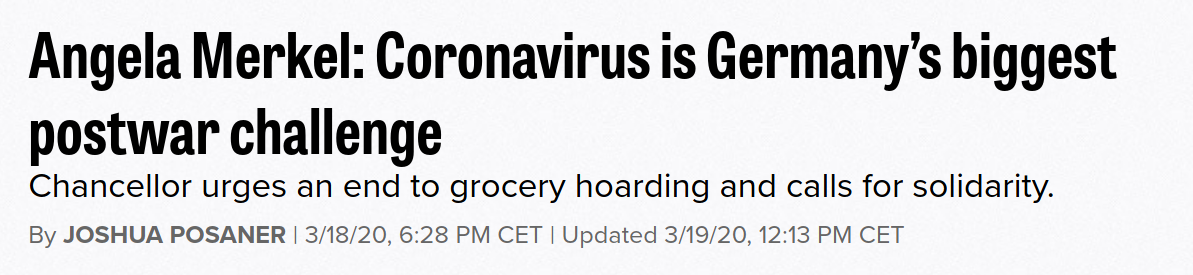 Angela Merkel: Coronavirus is Germany’s biggest
postwar challenge
Chancellor urges an end to grocery hoarding and calls for solidarity.
By JOSHUA POSANER | 3/18/20, 6:28 PM CET | Updated 3/19/20, 12:13 PM CET